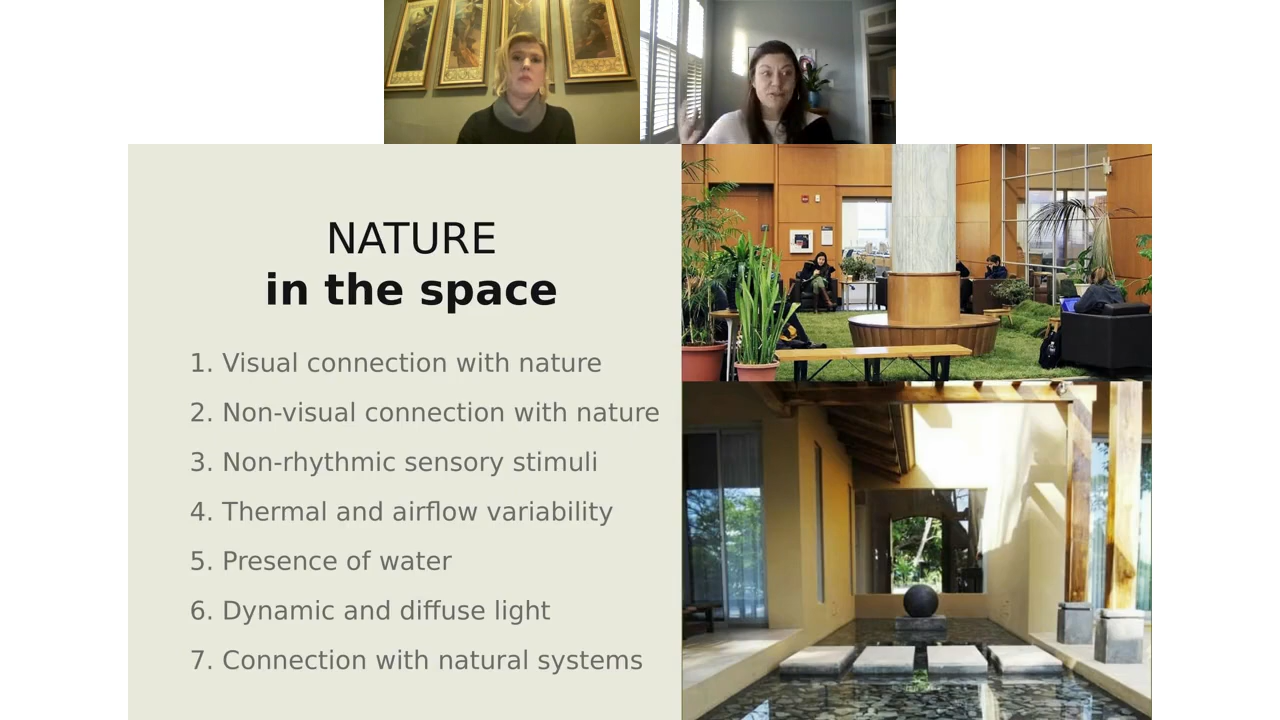 NATURE
in the space
1. Visual connection with nature
2. Non-visual connection with nature
3. Non-rhythmic sensory stimuli
4. Thermal and airflow variability
5. Presence of water
6. Dynamic and diffuse light
7. Connection with natural systems